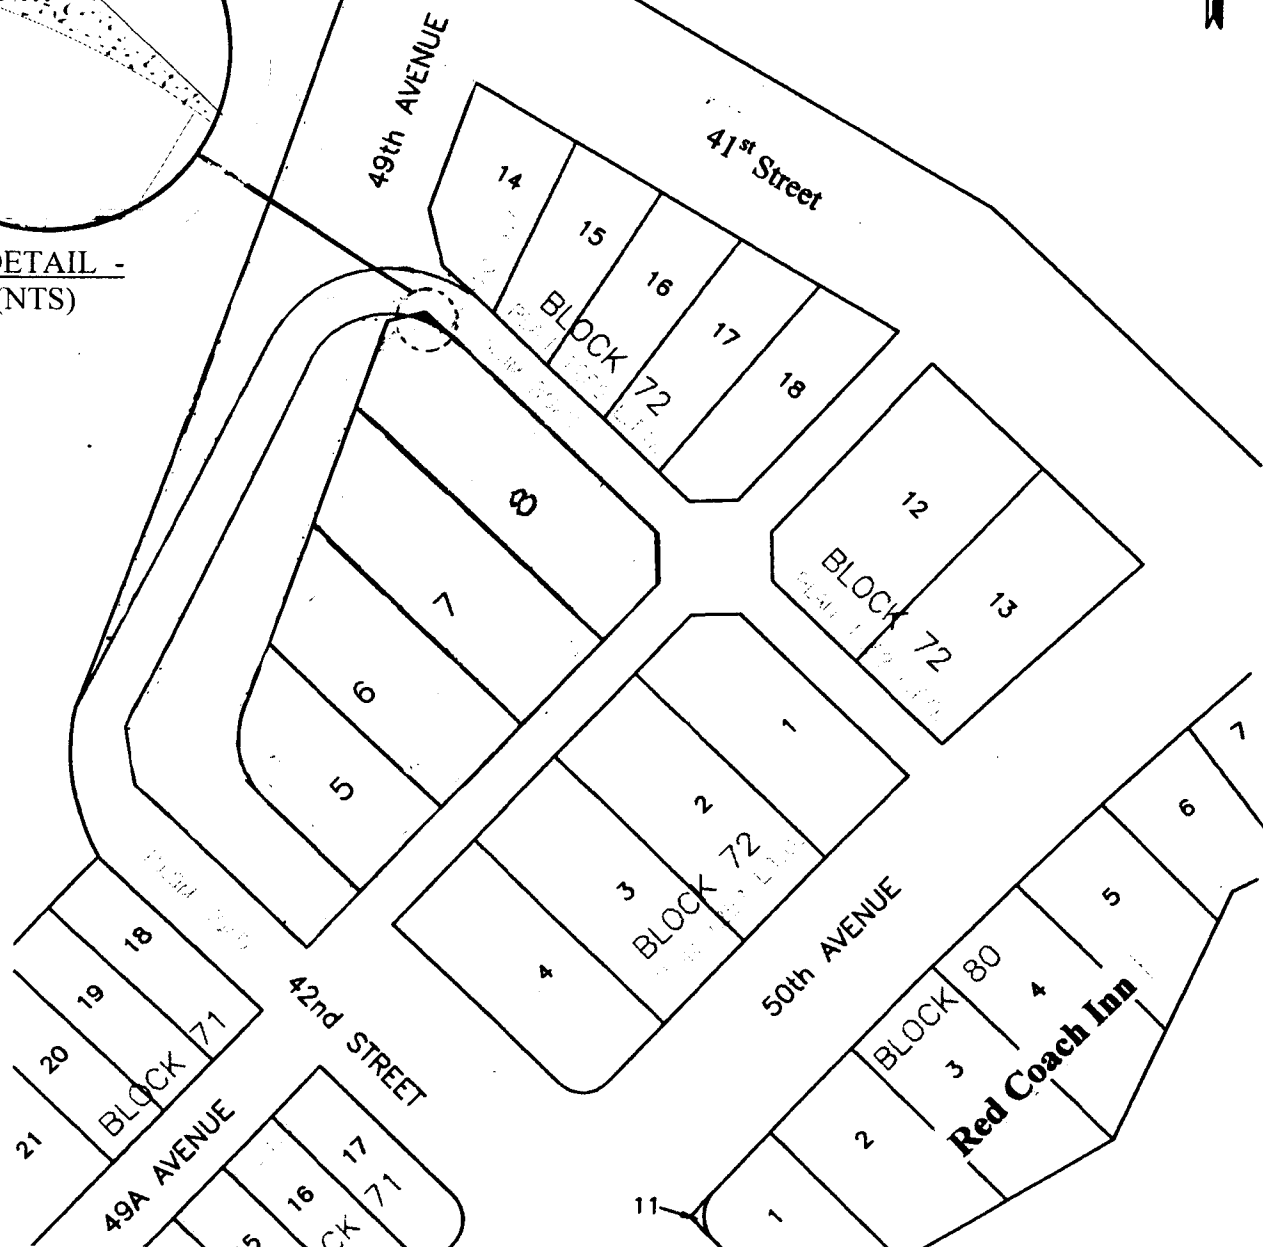 DETAIL -
(NTS)
49th AVENUE
41st Street
14
15
16
17
18
BLOCK 72
8
7
6
5
12
13
BLOCK 72
1
2
3
4
BLOCK 72
50th AVENUE
42nd STREET
18
19
20
21
BLOCK 71
49A AVENUE
17
16
71
7
6
5
4
3
2
1
BLOCK 80
Red Coach Inn
11